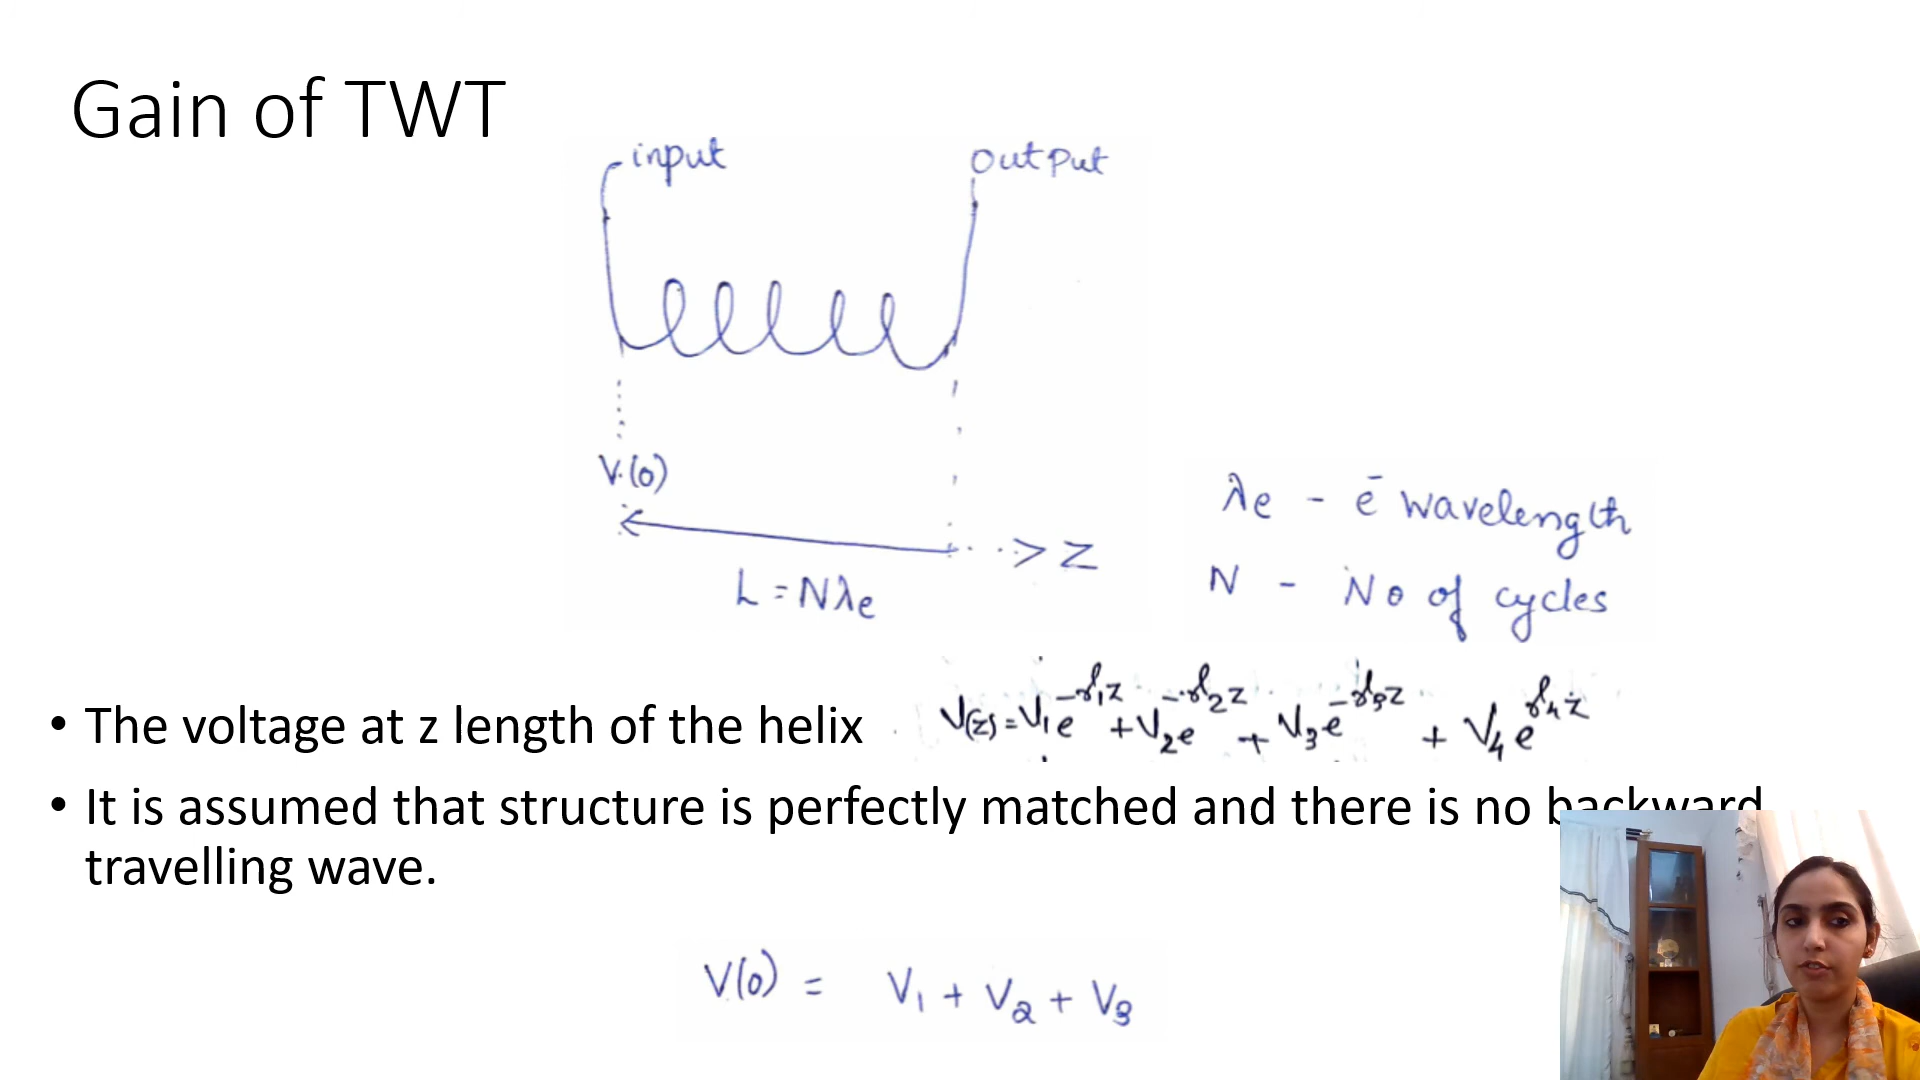 Gain of TWT
input
output
V(0)
Z
L = Nλe
λe - e⁻ wavelength
N - No of cycles
• The voltage at z length of the helix V(z) = V₁e^-γ₁z + V₂e^-γ₂z + V₃e^-γ₃z + V₄e^γ₄z
• It is assumed that structure is perfectly matched and there is no backward
travelling wave.
V(0) = V₁ + V₂ + V₃